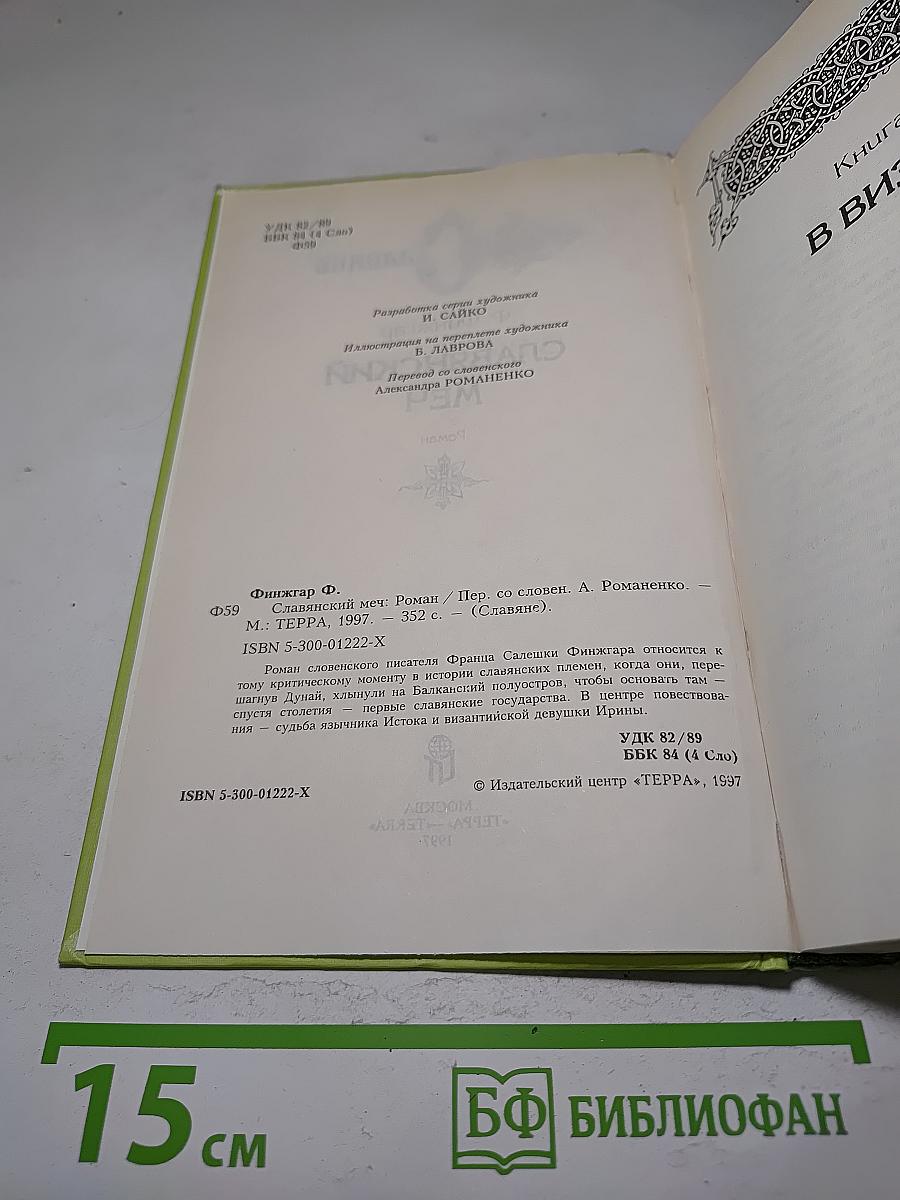 УДК 82/89
ББК 84 (4 Сло)
Ф59
Разработка серии художника
И. САЙКО
Иллюстрация на переплете художника
Б. ЛАВРОВА
Перевод со словенского
Александра РОМАНЕНКО
Финжгар Ф.
Ф59 Славянский меч: Роман / Пер. со словен. А. Романенко. —
М.: ТЕРРА, 1997. — 352 с. — (Славяне).
ISBN 5-300-01222-X
Роман словенского писателя Франца Салешки Финжгара относится к
тому критическому моменту в истории славянских племен, когда они, пере-
шагнув Дунай, хлынули на Балканский полуостров, чтобы основать там —
спустя столетия — первые славянские государства. В центре повествова-
ния — судьба язычника Истока и византийской девушки Ирины.
УДК 82/89
ББК 84 (4 Сло)
ISBN 5-300-01222-X
© Издательский центр «ТЕРРА», 1997
Книга
В ВИЗ
15 см
БФ БИБЛИОФАН